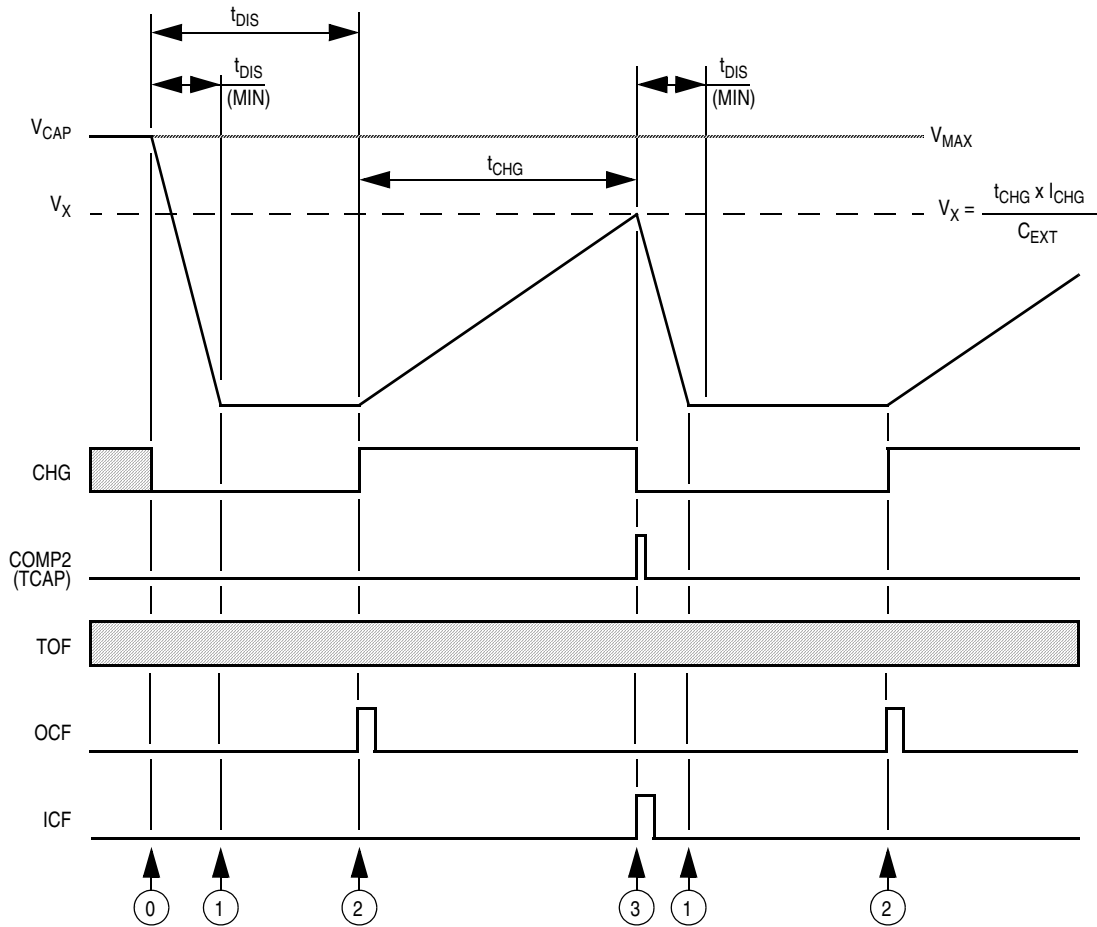 tDIS
tDIS
(MIN)
tDIS
(MIN)
VCAP
VMAX
tCHG
VX
VX = tCHG x ICHG
CEXT
CHG
COMP2
(TCAP)
TOF
OCF
ICF
0 1 2 3 1 2